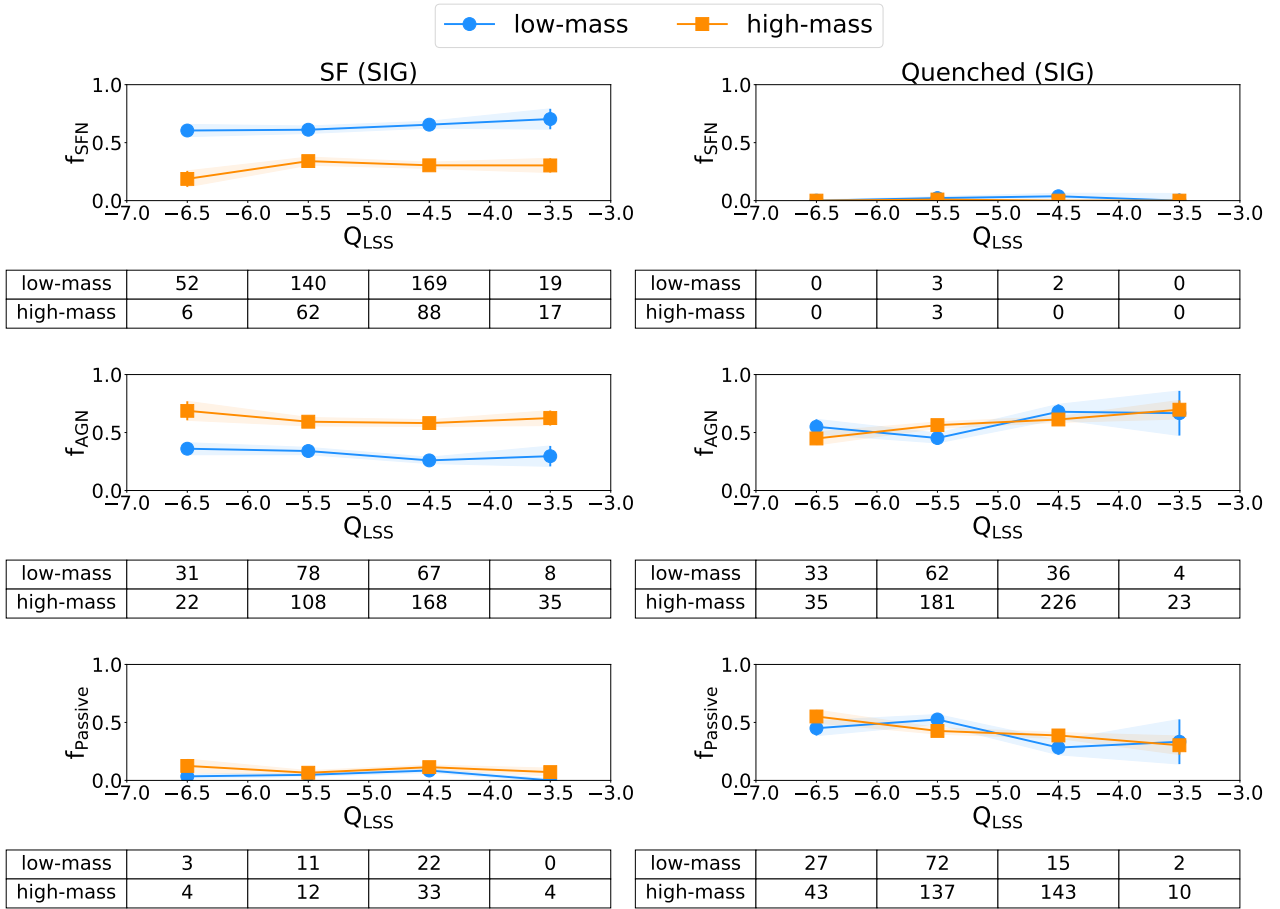 low-mass high-mass
SF (SIG) Quenched (SIG)
f_SFN
1.0
0.5
0.0
−7.0 −6.5 −6.0 −5.5 −5.0 −4.5 −4.0 −3.5 −3.0
Q_LSS
low-mass 52 140 169 19
high-mass 6 62 88 17
f_SFN
1.0
0.5
0.0
−7.0 −6.5 −6.0 −5.5 −5.0 −4.5 −4.0 −3.5 −3.0
Q_LSS
low-mass 0 3 2 0
high-mass 0 3 0 0
f_AGN
1.0
0.5
0.0
−7.0 −6.5 −6.0 −5.5 −5.0 −4.5 −4.0 −3.5 −3.0
Q_LSS
low-mass 31 78 67 8
high-mass 22 108 168 35
f_AGN
1.0
0.5
0.0
−7.0 −6.5 −6.0 −5.5 −5.0 −4.5 −4.0 −3.5 −3.0
Q_LSS
low-mass 33 62 36 4
high-mass 35 181 226 23
f_Passive
1.0
0.5
0.0
−7.0 −6.5 −6.0 −5.5 −5.0 −4.5 −4.0 −3.5 −3.0
Q_LSS
low-mass 3 11 22 0
high-mass 4 12 33 4
f_Passive
1.0
0.5
0.0
−7.0 −6.5 −6.0 −5.5 −5.0 −4.5 −4.0 −3.5 −3.0
Q_LSS
low-mass 27 72 15 2
high-mass 43 137 143 10